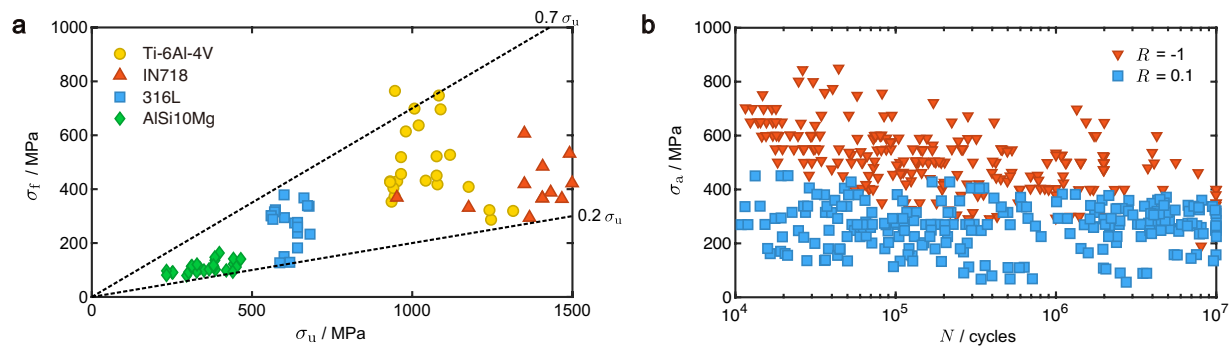 a
1000
800
600
400
200
0
σf / MPa
0
500
1000
1500
σu / MPa
0.7 σu
0.2 σu
Ti-6Al-4V
IN718
316L
AlSi10Mg
b
1000
800
600
400
200
0
σa / MPa
10^4
10^5
10^6
10^7
N / cycles
R = -1
R = 0.1